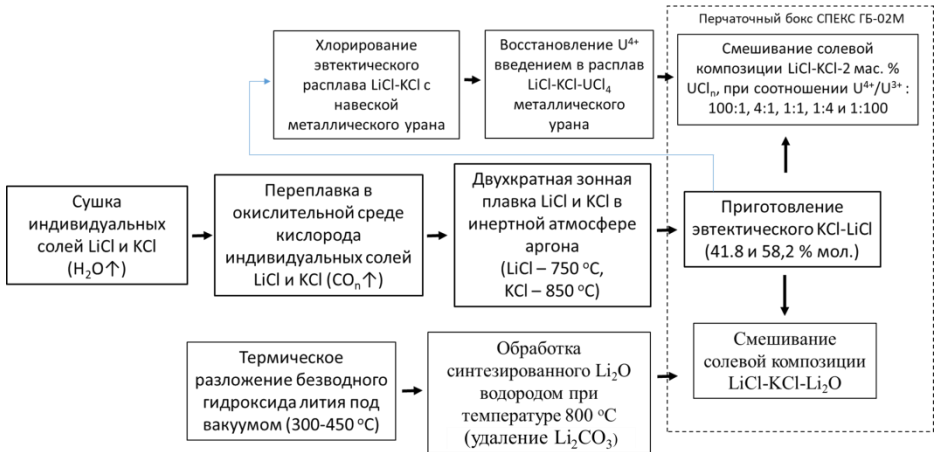 Перчаточный бокс СПЕКС ГБ-02М
Хлорирование
эвтектического
расплава LiCl-KCl с
навеской
металлического урана
Восстановление U⁴⁺
введением в расплав
LiCl-KCl-UCl₄
металлического
урана
Смешивание солевой
композиции LiCl-KCl-2 мас. %
UClₙ, при соотношении U⁴⁺/U³⁺ :
100:1, 4:1, 1:1, 1:4 и 1:100
Сушка
индивидуальных
солей LiCl и KCl
(H₂O↑)
Переплавка в
окислительной среде
кислорода
индивидуальных солей
LiCl и KCl (COₙ↑)
Двухкратная зонная
плавка LiCl и KCl в
инертной атмосфере
аргона
(LiCl – 750 ᵒC,
KCl – 850 ᵒC)
Приготовление
эвтектического KCl-LiCl
(41.8 и 58,2 % мол.)
Термическое
разложение безводного
гидроксида лития под
вакуумом (300-450 ᵒC)
Обработка
синтезированного Li₂O
водородом при
температуре 800 ᵒC
(удаление Li₂CO₃)
Смешивание
солевой композиции
LiCl-KCl-Li₂O